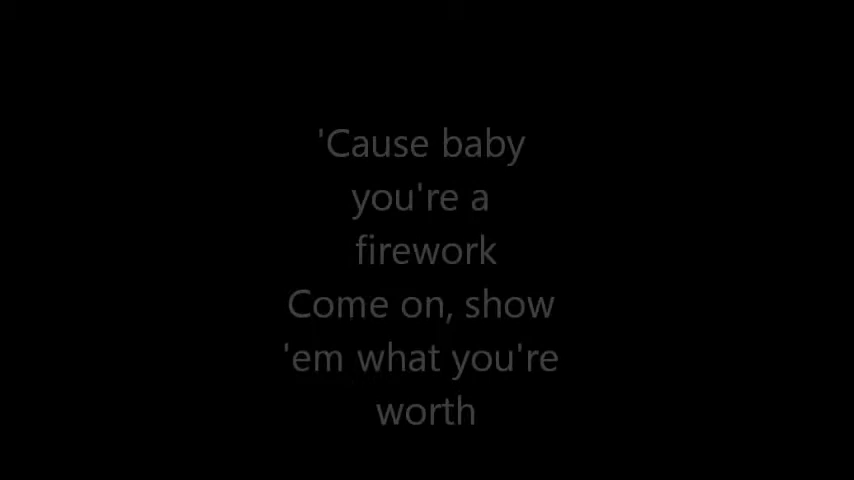 'Cause baby
you're a
firework
Come on, show
'em what you're
worth